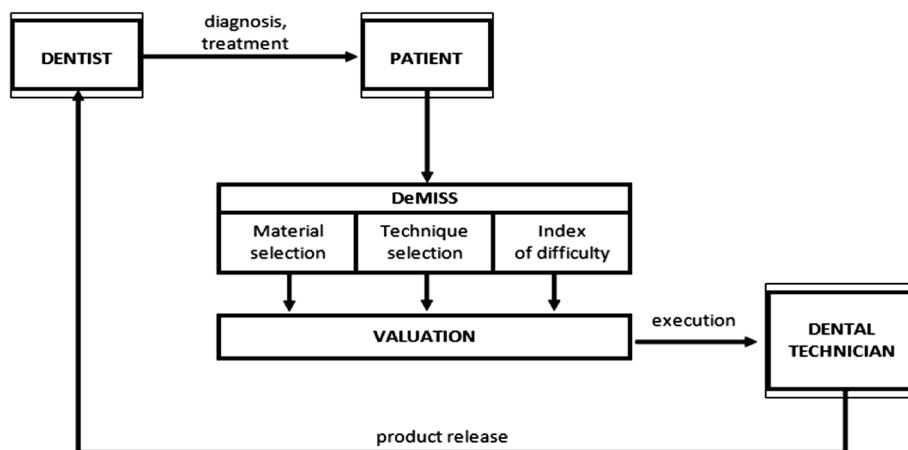 diagnosis,
treatment
DENTIST
PATIENT
DeMISS
Material
selection
Technique
selection
Index
of difficulty
VALUATION
execution
DENTAL
TECHNICIAN
product release